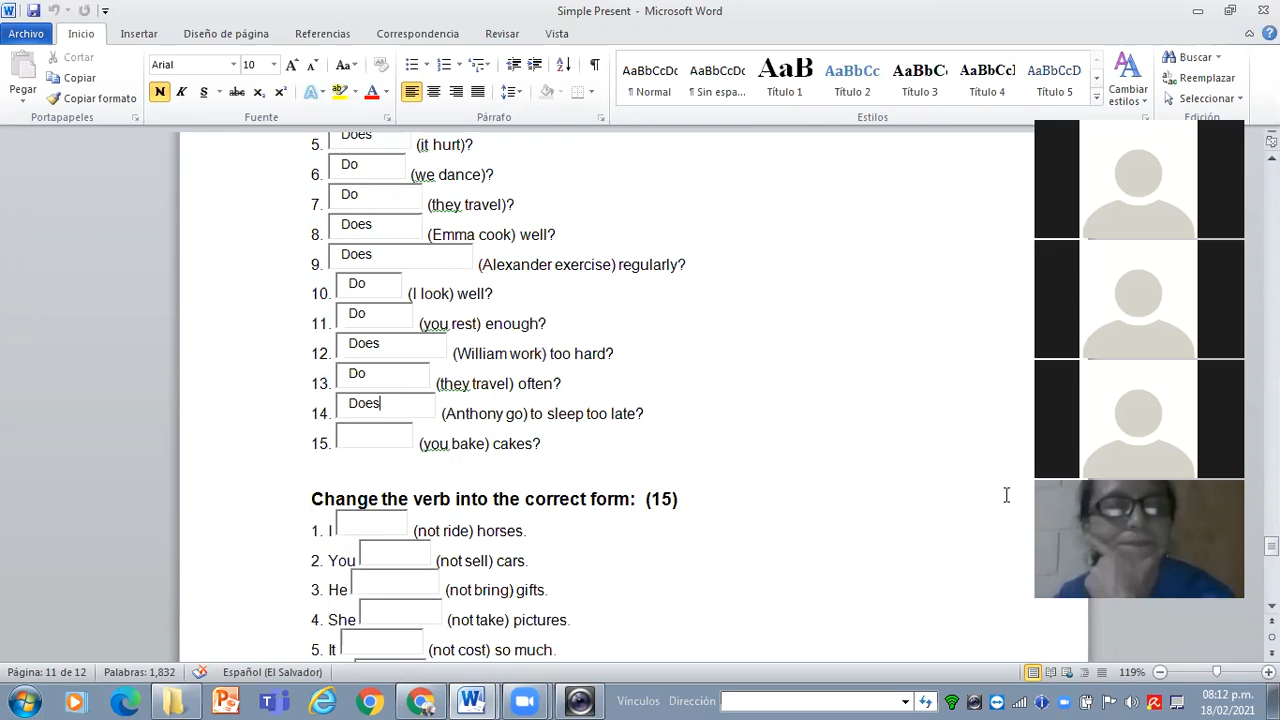 Simple Present - Microsoft Word
Archivo Inicio Insertar Diseño de página Referencias Correspondencia Revisar Vista
Pegar
Cortar
Copiar
Copiar formato
Portapapeles
Arial 10
Fuente
Párrafo
AaBbCcDc AaBbCcDc AaB AaBbCc AaBbC AaBbCc AaBbCcD
¶ Normal ¶ Sin espa... Título 1 Título 2 Título 3 Título 4 Título 5
Estilos
Cambiar estilos
Buscar
Reemplazar
Seleccionar
Edición
5. Does (it hurt)?
6. Do (we dance)?
7. Do (they travel)?
8. Does (Emma cook) well?
9. Does (Alexander exercise) regularly?
10. Do (I look) well?
11. Do (you rest) enough?
12. Does (William work) too hard?
13. Do (they travel) often?
14. Does (Anthony go) to sleep too late?
15. (you bake) cakes?
Change the verb into the correct form: (15)
1. I (not ride) horses.
2. You (not sell) cars.
3. He (not bring) gifts.
4. She (not take) pictures.
5. It (not cost) so much.
Página: 11 de 12 Palabras: 1,832 Español (El Salvador) 119%
Vínculos Dirección
08:12 p.m.
18/02/2021